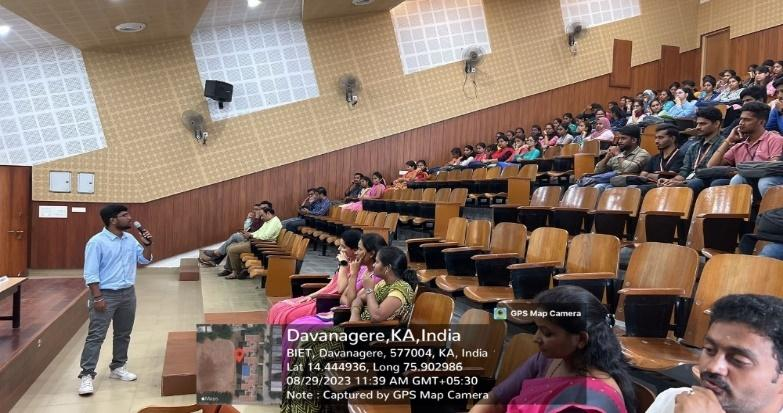 GPS Map Camera
Davanagere,KA,India
BIET, Davanagere, 577004, KA, India
Lat 14.444936, Long 75.902986
08/29/2023 11:39 AM GMT+05:30
Note : Captured by GPS Map Camera
Maps